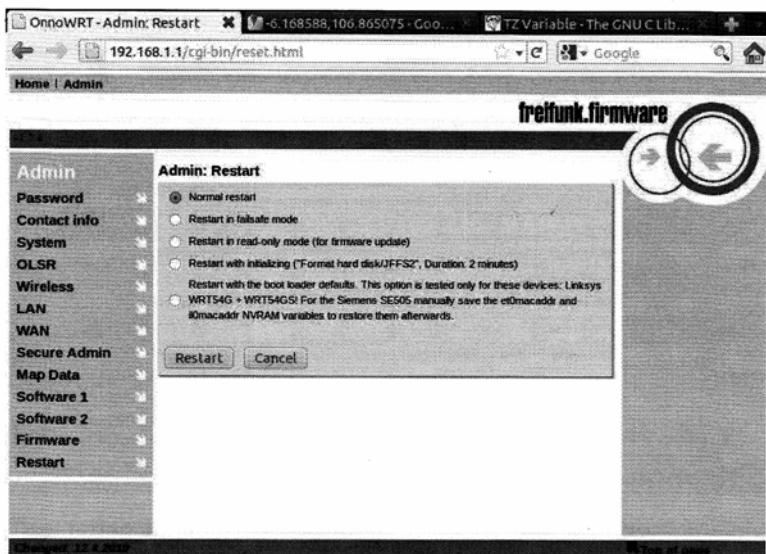 OnnoWRT - Admin: Restart
-6.168588,106.865075 - Goo...
TZ Variable - The GNU C Lib...
192.168.1.1/cgi-bin/reset.html
Google
Home | Admin
freifunk.firmware
Admin
Password
Contact info
System
OLSR
Wireless
LAN
WAN
Secure Admin
Map Data
Software 1
Software 2
Firmware
Restart
Admin: Restart
Normal restart
Restart in failsafe mode
Restart in read-only mode (for firmware update)
Restart with initializing ("Format hard disk/JFFS2", Duration: 2 minutes)
Restart with the boot loader defaults. This option is tested only for these devices: Linksys
WRT54G + WRT54GS! For the Siemens SE505 manually save the et0macaddr and
il0macaddr NVRAM variables to restore them afterwards.
Restart
Cancel